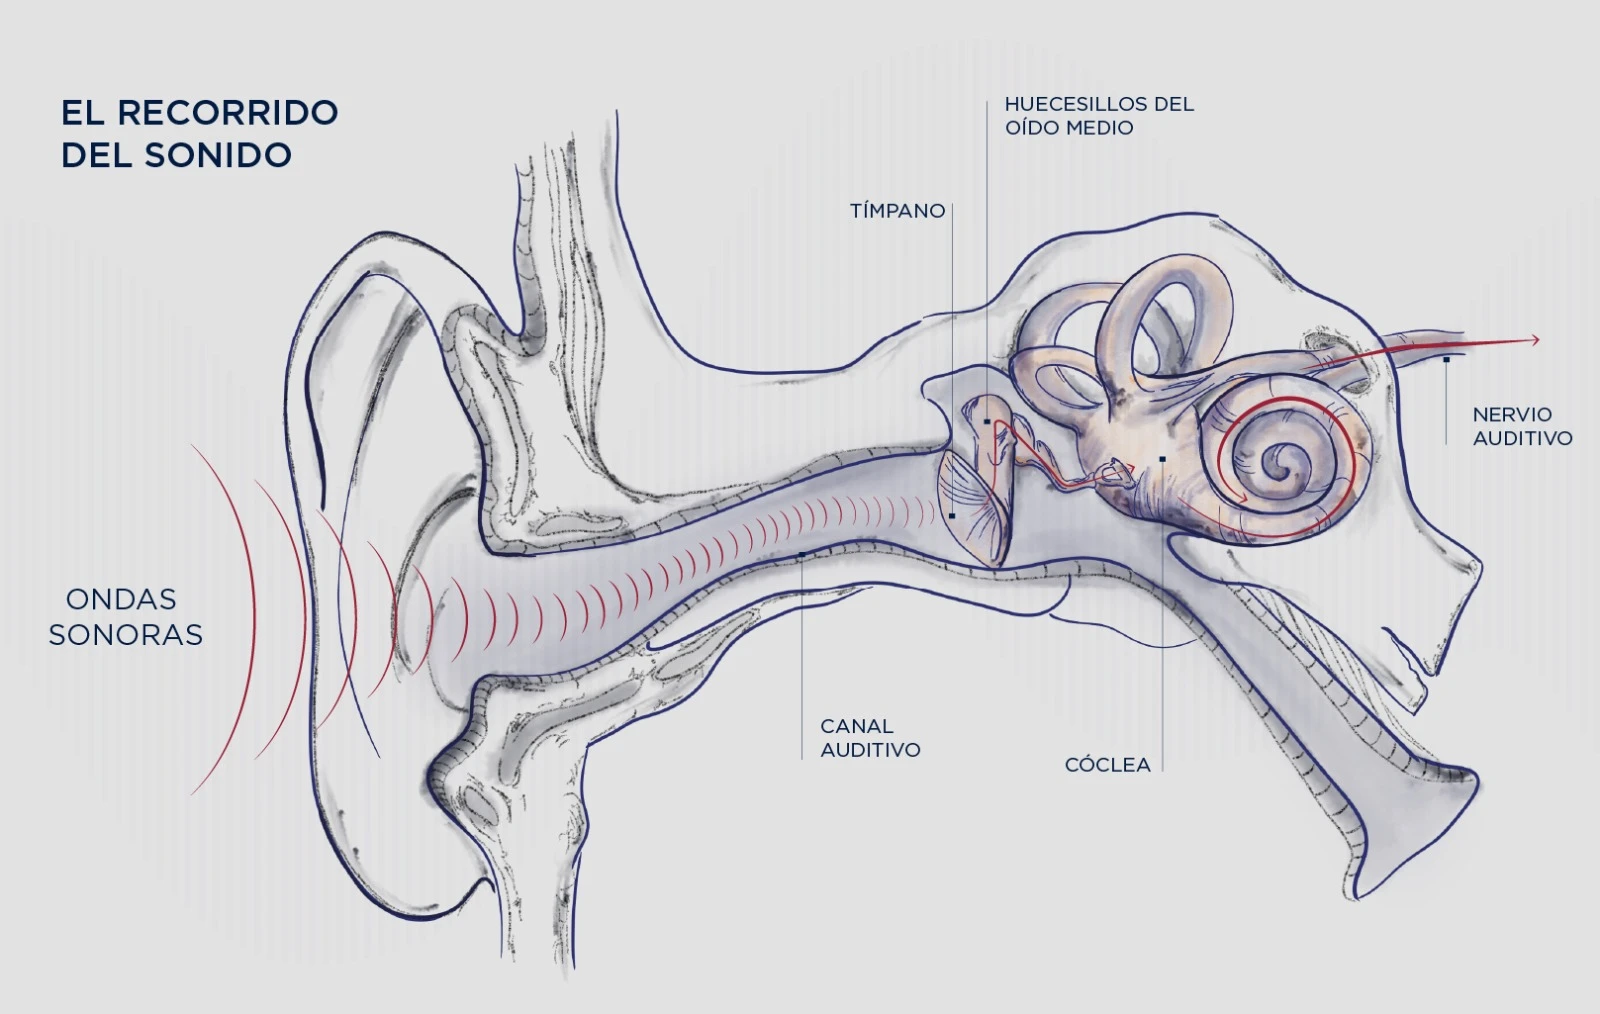 EL RECORRIDO
DEL SONIDO
HUECESILLOS DEL
OÍDO MEDIO
TÍMPANO
NERVIO
AUDITIVO
ONDAS
SONORAS
CANAL
AUDITIVO
CÓCLEA